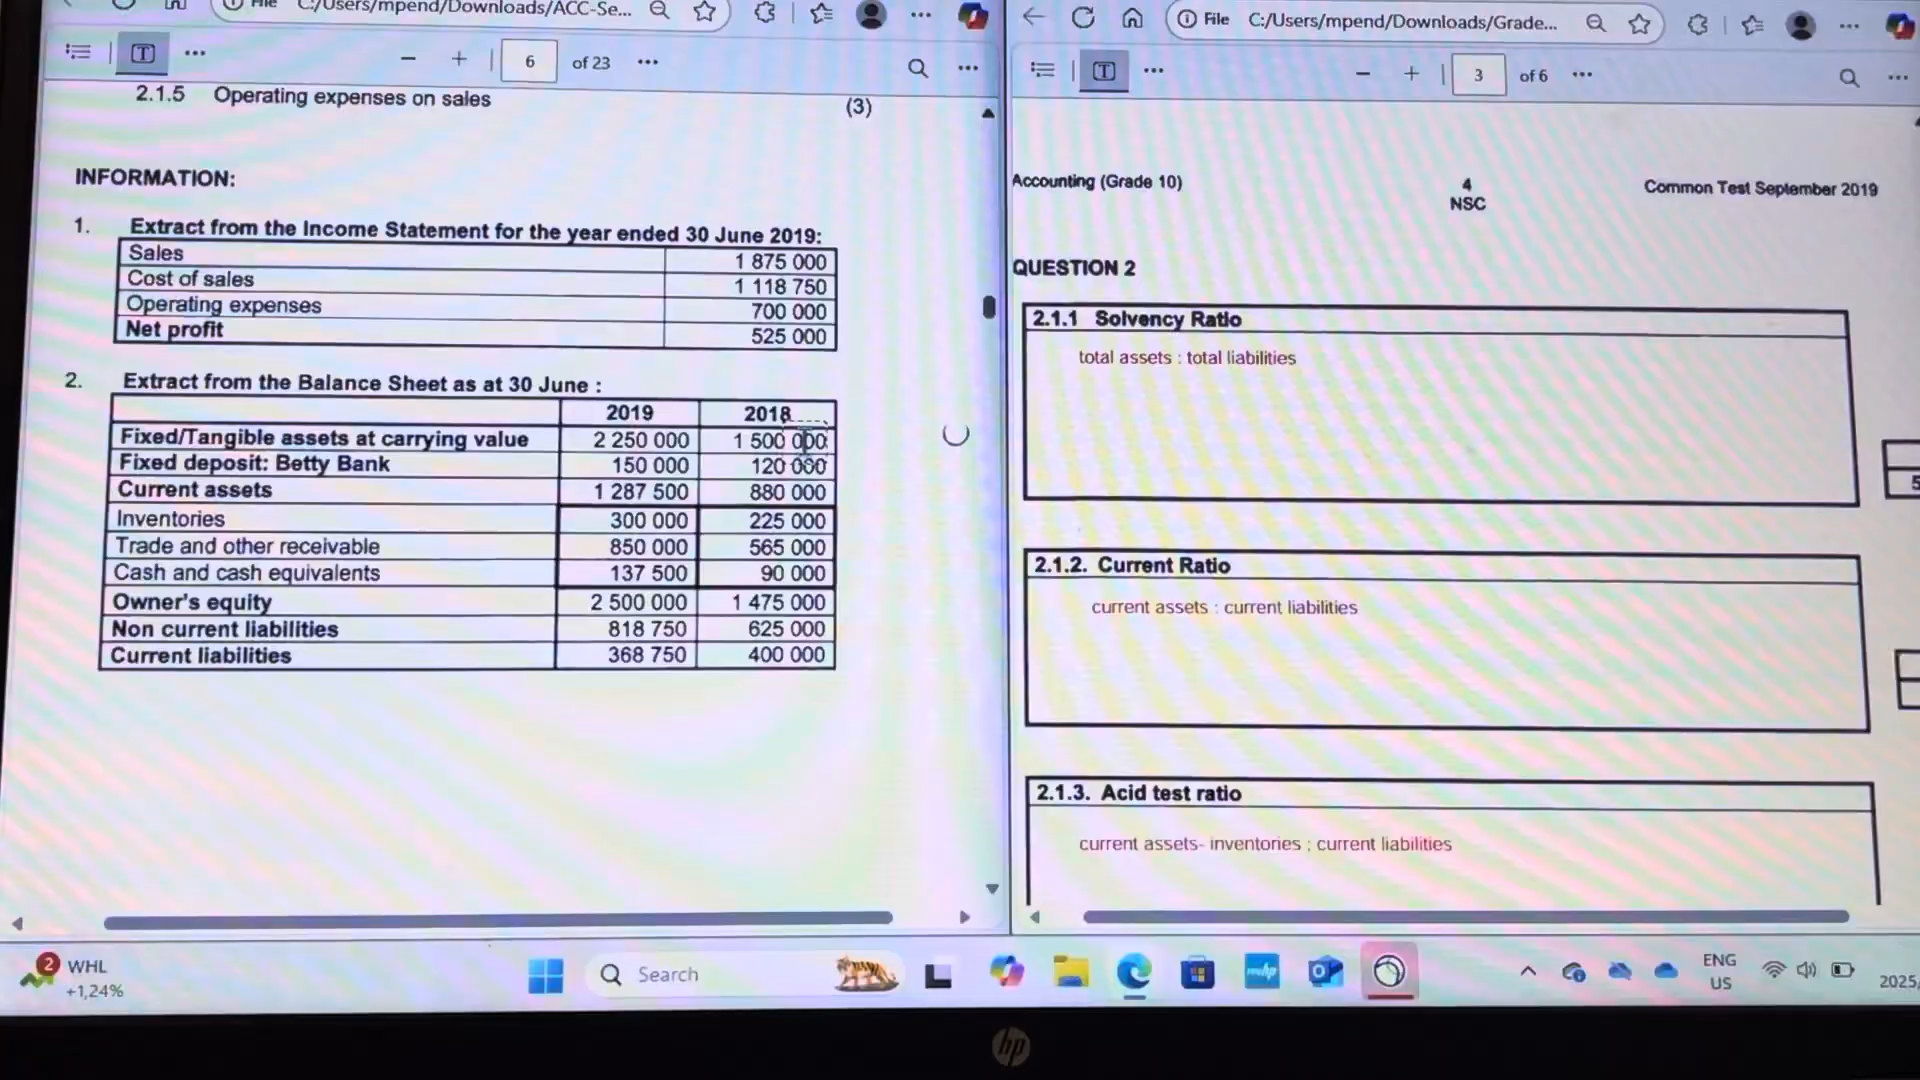 File C:/Users/mpend/Downloads/ACC-Se...
6 of 23
2.1.5 Operating expenses on sales (3)
INFORMATION:
1. Extract from the Income Statement for the year ended 30 June 2019:
Sales 1 875 000
Cost of sales 1 118 750
Operating expenses 700 000
Net profit 525 000
2. Extract from the Balance Sheet as at 30 June :
2019 2018
Fixed/Tangible assets at carrying value 2 250 000 1 500 000
Fixed deposit: Betty Bank 150 000 120 000
Current assets 1 287 500 880 000
Inventories 300 000 225 000
Trade and other receivable 850 000 565 000
Cash and cash equivalents 137 500 90 000
Owner's equity 2 500 000 1 475 000
Non current liabilities 818 750 625 000
Current liabilities 368 750 400 000
File C:/Users/mpend/Downloads/Grade...
3 of 6
Accounting (Grade 10) 4 Common Test September 2019
NSC
QUESTION 2
2.1.1 Solvency Ratio
total assets : total liabilities
5
2.1.2. Current Ratio
current assets : current liabilities
2.1.3. Acid test ratio
current assets- inventories : current liabilities
2 WHL
+1,24%
Search
myhp
ENG
US
2025
hp